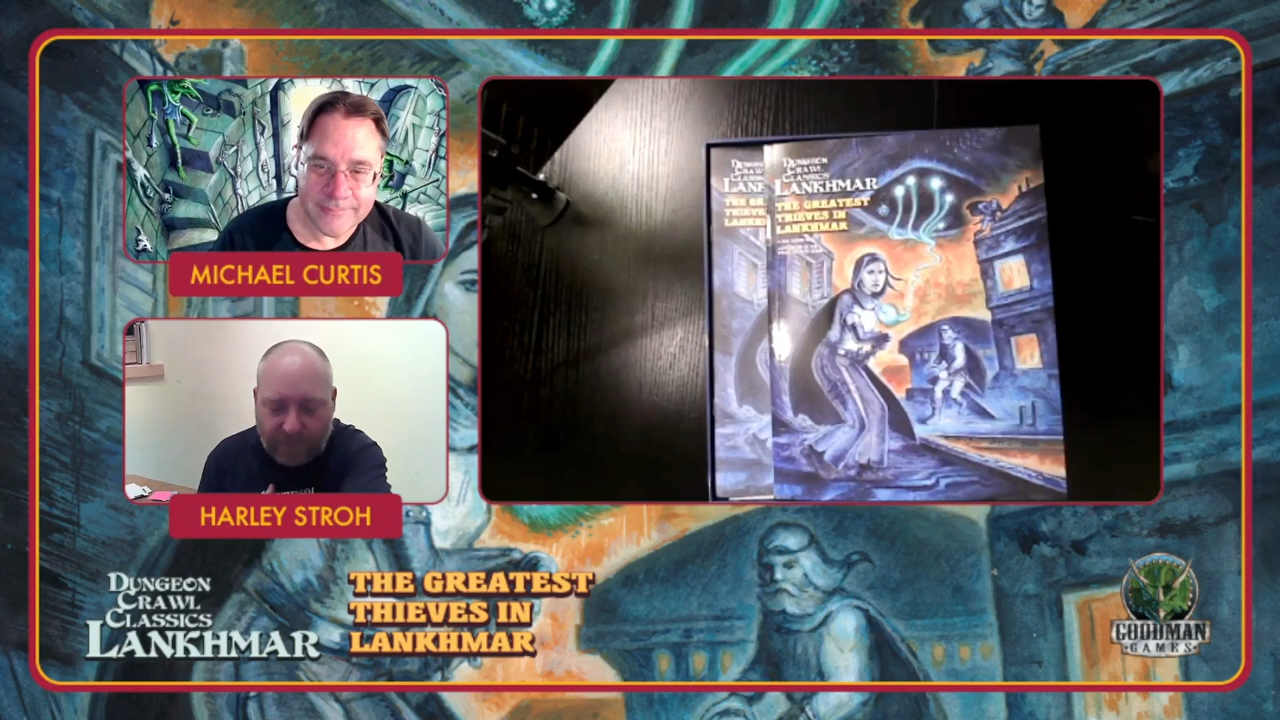 MICHAEL CURTIS
HARLEY STROH
DUNGEON
CRAWL
CLASSICS
LANKHMAR
THE GREATEST
THIEVES IN
LANKHMAR
DUNGEON
CRAWL
CLASSICS
LANKHMAR
THE GREATEST
THIEVES IN
LANKHMAR
GOODMAN
GAMES